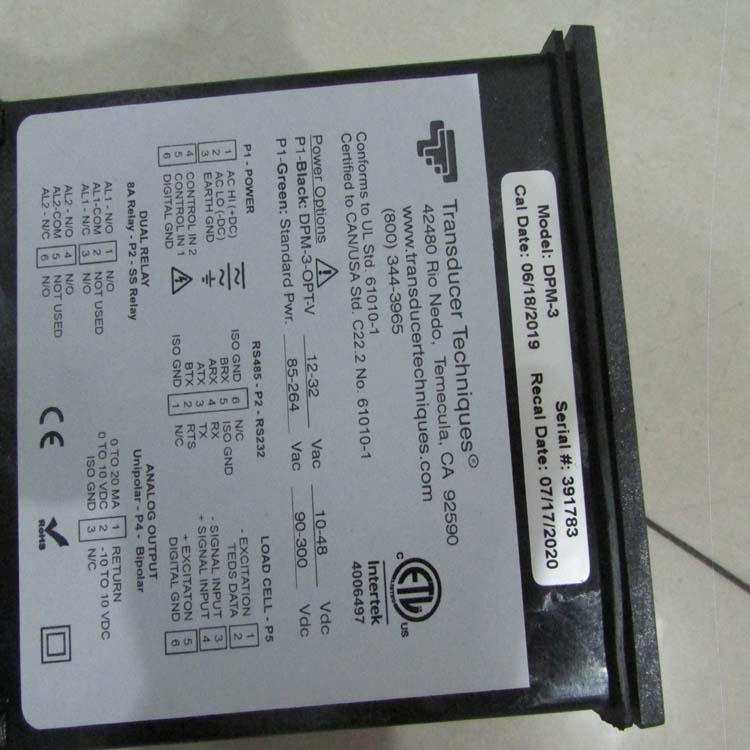 Model: DPM-3 Serial #: 391783
Cal Date: 06/18/2019 Recal Date: 07/17/2020
Transducer Techniques®
42480 Rio Nedo, Temecula, CA 92590
www.transducertechniques.com
(800) 344-3965
Conforms to UL Std. 61010-1
Certified to CAN/USA Std. C22.2 No. 61010-1
C ETL US
Intertek
4006497
Power Options
P1-Black: DPM-3-OPT-V 12-32 Vac 10-48 Vdc
P1-Green: Standard Pwr. 85-264 Vac 90-300 Vdc
P1 - POWER
1 AC HI (+DC)
2 AC LO (-DC)
3 EARTH GND
4 CONTROL IN 2
5 CONTROL IN 1
6 DIGITAL GND
RS485 - P2 - RS232
ISO GND 6 N/C
BRX 5 ISO GND
ARX 4 RX
ATX 3 TX
BTX 2 RTS
ISO GND 1 N/C
LOAD CELL - P5
- EXCITATION 1
TEDS DATA 2
- SIGNAL INPUT 3
+ SIGNAL INPUT 4
+ EXCITATON 5
DIGITAL GND 6
DUAL RELAY
8A Relay - P2 - SS Relay
AL1 - N/O 1 N/O
AL1-COM 2 NOT USED
AL1 - N/C 3 N/O
AL2 - N/O 4 N/O
AL2-COM 5 NOT USED
AL2 - N/C 6 N/O
ANALOG OUTPUT
Unipolar - P4 - Bipolar
0 TO 20 MA 1 RETURN
0 TO 10 VDC 2 -10 TO 10 VDC
ISO GND 3 N/C
CE
RoHS